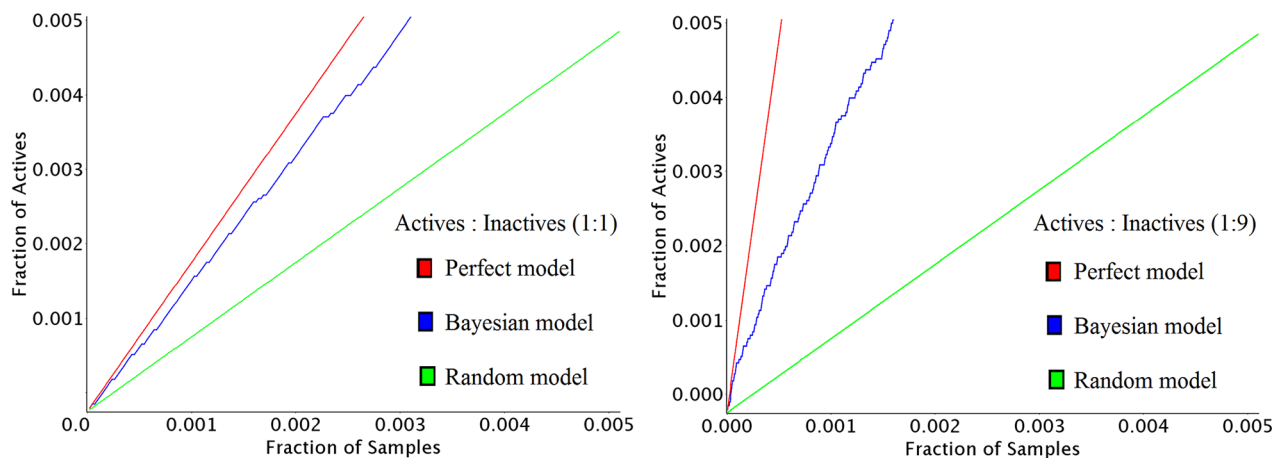 0.005
0.004
0.003
0.002
0.001
0.0
0.001
0.002
0.003
0.004
0.005
Fraction of Actives
Fraction of Samples
Actives : Inactives (1:1)
Perfect model
Bayesian model
Random model
0.005
0.004
0.003
0.002
0.001
0.000
0.000
0.001
0.002
0.003
0.004
0.005
Fraction of Actives
Fraction of Samples
Actives : Inactives (1:9)
Perfect model
Bayesian model
Random model